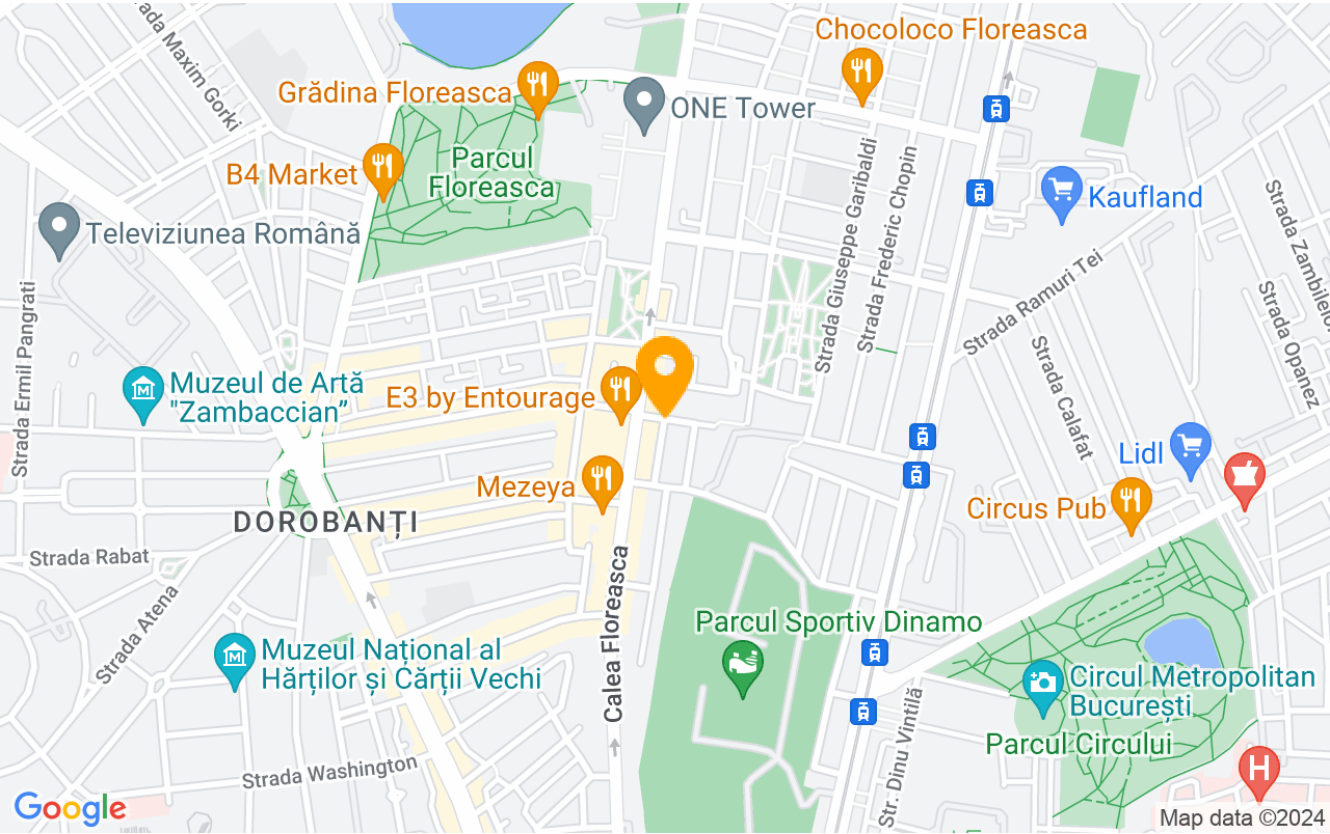 Strada Maxim Gorki
Chocoloco Floreasca
Grădina Floreasca
ONE Tower
Parcul
Floreasca
B4 Market
Strada Giuseppe Garibaldi
Strada Frederic Chopin
Kaufland
Televiziunea Română
Strada Ramuri Tei
Strada Zambilelor
Strada Opanez
Strada Ermil Pangrati
Muzeul de Artă
"Zambaccian”
E3 by Entourage
Strada Calafat
Lidl
Mezeya
Circus Pub
DOROBANȚI
Strada Rabat
Strada Atena
Calea Floreasca
Parcul Sportiv Dinamo
Muzeul Național al
Hărților și Cărții Vechi
Circul Metropolitan
București
Parcul Circului
Str. Dinu Vintilă
Strada Washington
H
Google
Map data ©2024